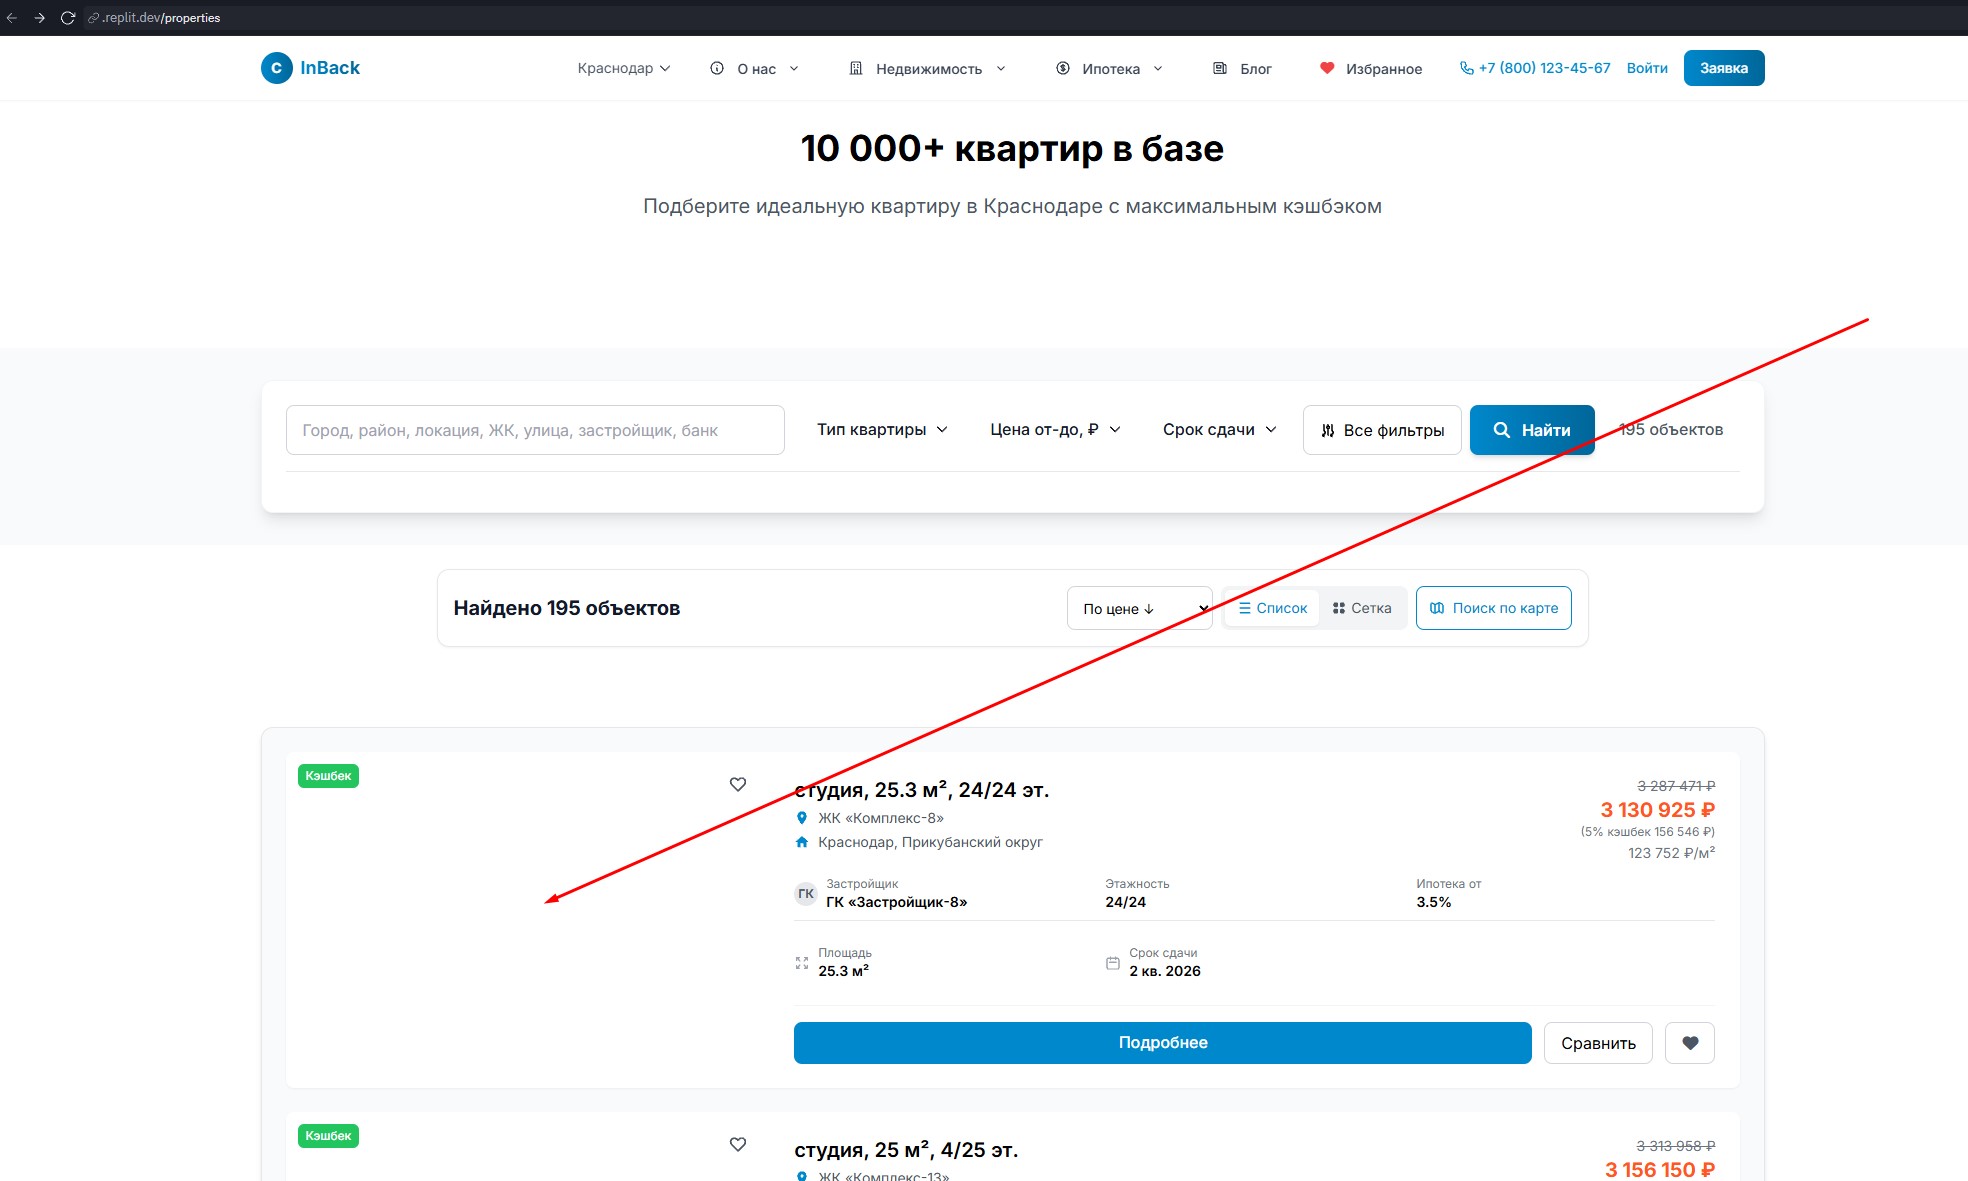 .replit.dev/properties
C InBack
Краснодар
О нас
Недвижимость
Ипотека
Блог
Избранное
+7 (800) 123-45-67
Войти
Заявка
10 000+ квартир в базе
Подберите идеальную квартиру в Краснодаре с максимальным кэшбэком
Город, район, локация, ЖК, улица, застройщик, банк
Тип квартиры
Цена от-до, ₽
Срок сдачи
Все фильтры
Найти
195 объектов
Найдено 195 объектов
По цене ↓
Список
Сетка
Поиск по карте
Кэшбек
студия, 25.3 м², 24/24 эт.
ЖК «Комплекс-8»
Краснодар, Прикубанский округ
3 287 471 ₽
3 130 925 ₽
(5% кэшбек 156 546 ₽)
123 752 ₽/м²
ГК
Застройщик
ГК «Застройщик-8»
Этажность
24/24
Ипотека от
3.5%
Площадь
25.3 м²
Срок сдачи
2 кв. 2026
Подробнее
Сравнить
Кэшбек
студия, 25 м², 4/25 эт.
ЖК «Комплекс-13»
3 313 958 ₽
3 156 150 ₽